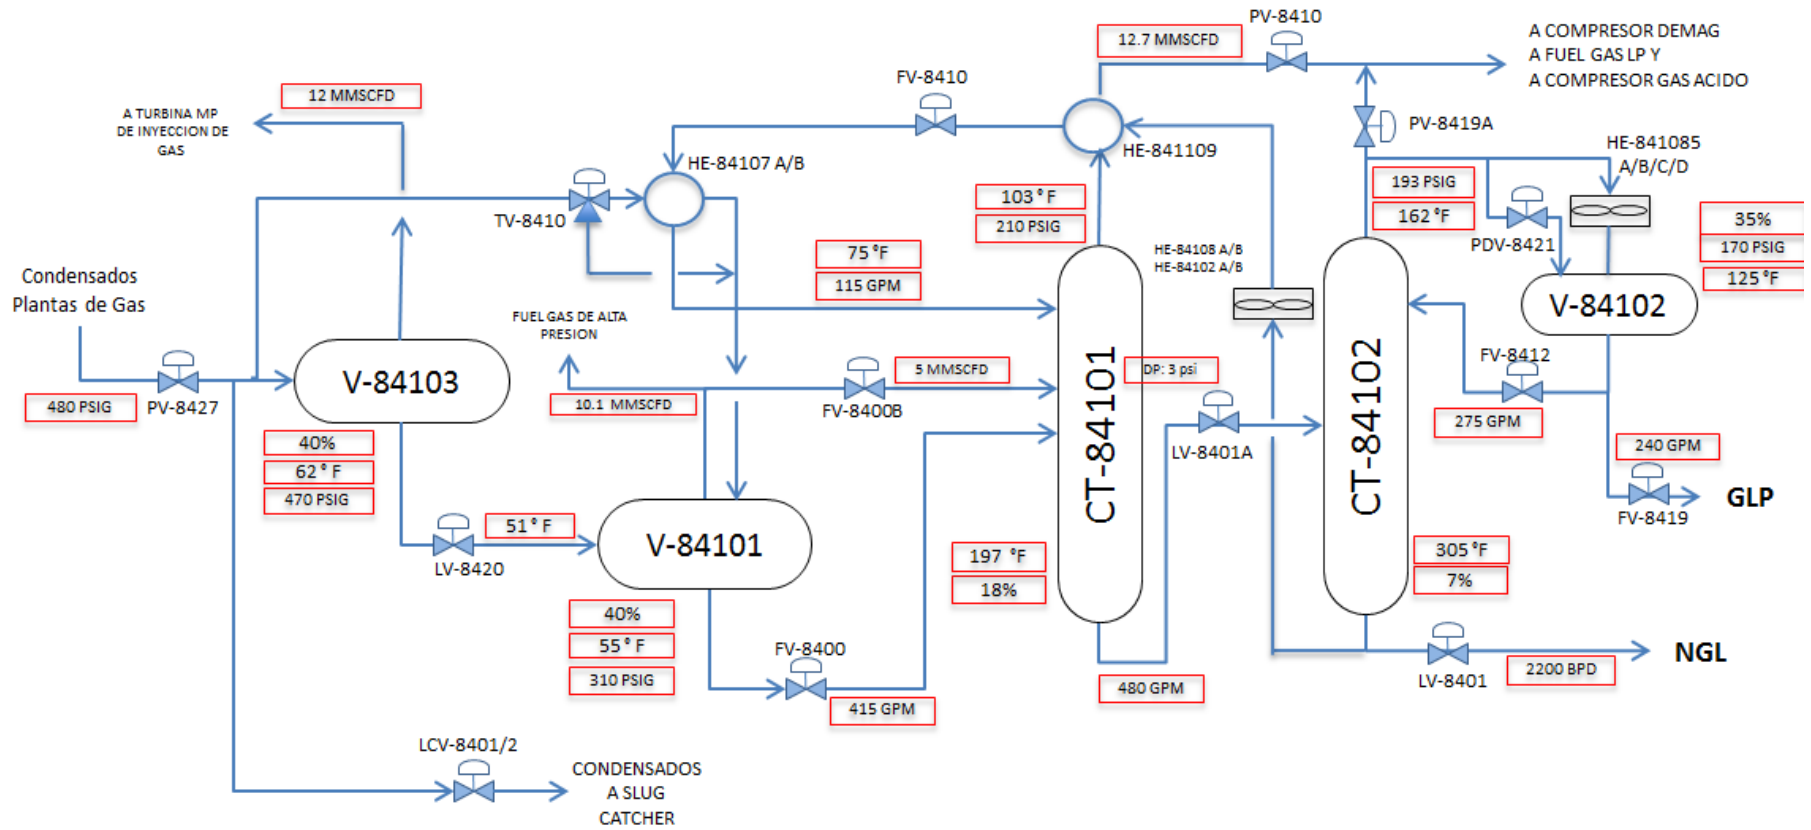 PV-8410
12.7 MMSCFD
A COMPRESOR DEMAG
A FUEL GAS LP Y
A COMPRESOR GAS ACIDO
FV-8410
12 MMSCFD
A TURBINA MP
DE INYECCION DE
GAS
PV-8419A
HE-841109
HE-841085
A/B/C/D
HE-84107 A/B
TV-8410
103 ° F
210 PSIG
193 PSIG
162 °F
PDV-8421
35%
170 PSIG
125 °F
75 °F
115 GPM
HE-84108 A/B
HE-84102 A/B
Condensados
Plantas de Gas
V-84102
FUEL GAS DE ALTA
PRESION
FV-8412
V-84103
480 PSIG
PV-8427
10.1 MMSCFD
5 MMSCFD
FV-8400B
DP: 3 psi
CT-84101
CT-84102
275 GPM
LV-8401A
240 GPM
40%
62 ° F
470 PSIG
FV-8419
GLP
51 ° F
LV-8420
V-84101
197 °F
18%
305 °F
7%
40%
55 ° F
310 PSIG
FV-8400
415 GPM
480 GPM
LV-8401
2200 BPD
NGL
LCV-8401/2
CONDENSADOS
A SLUG
CATCHER